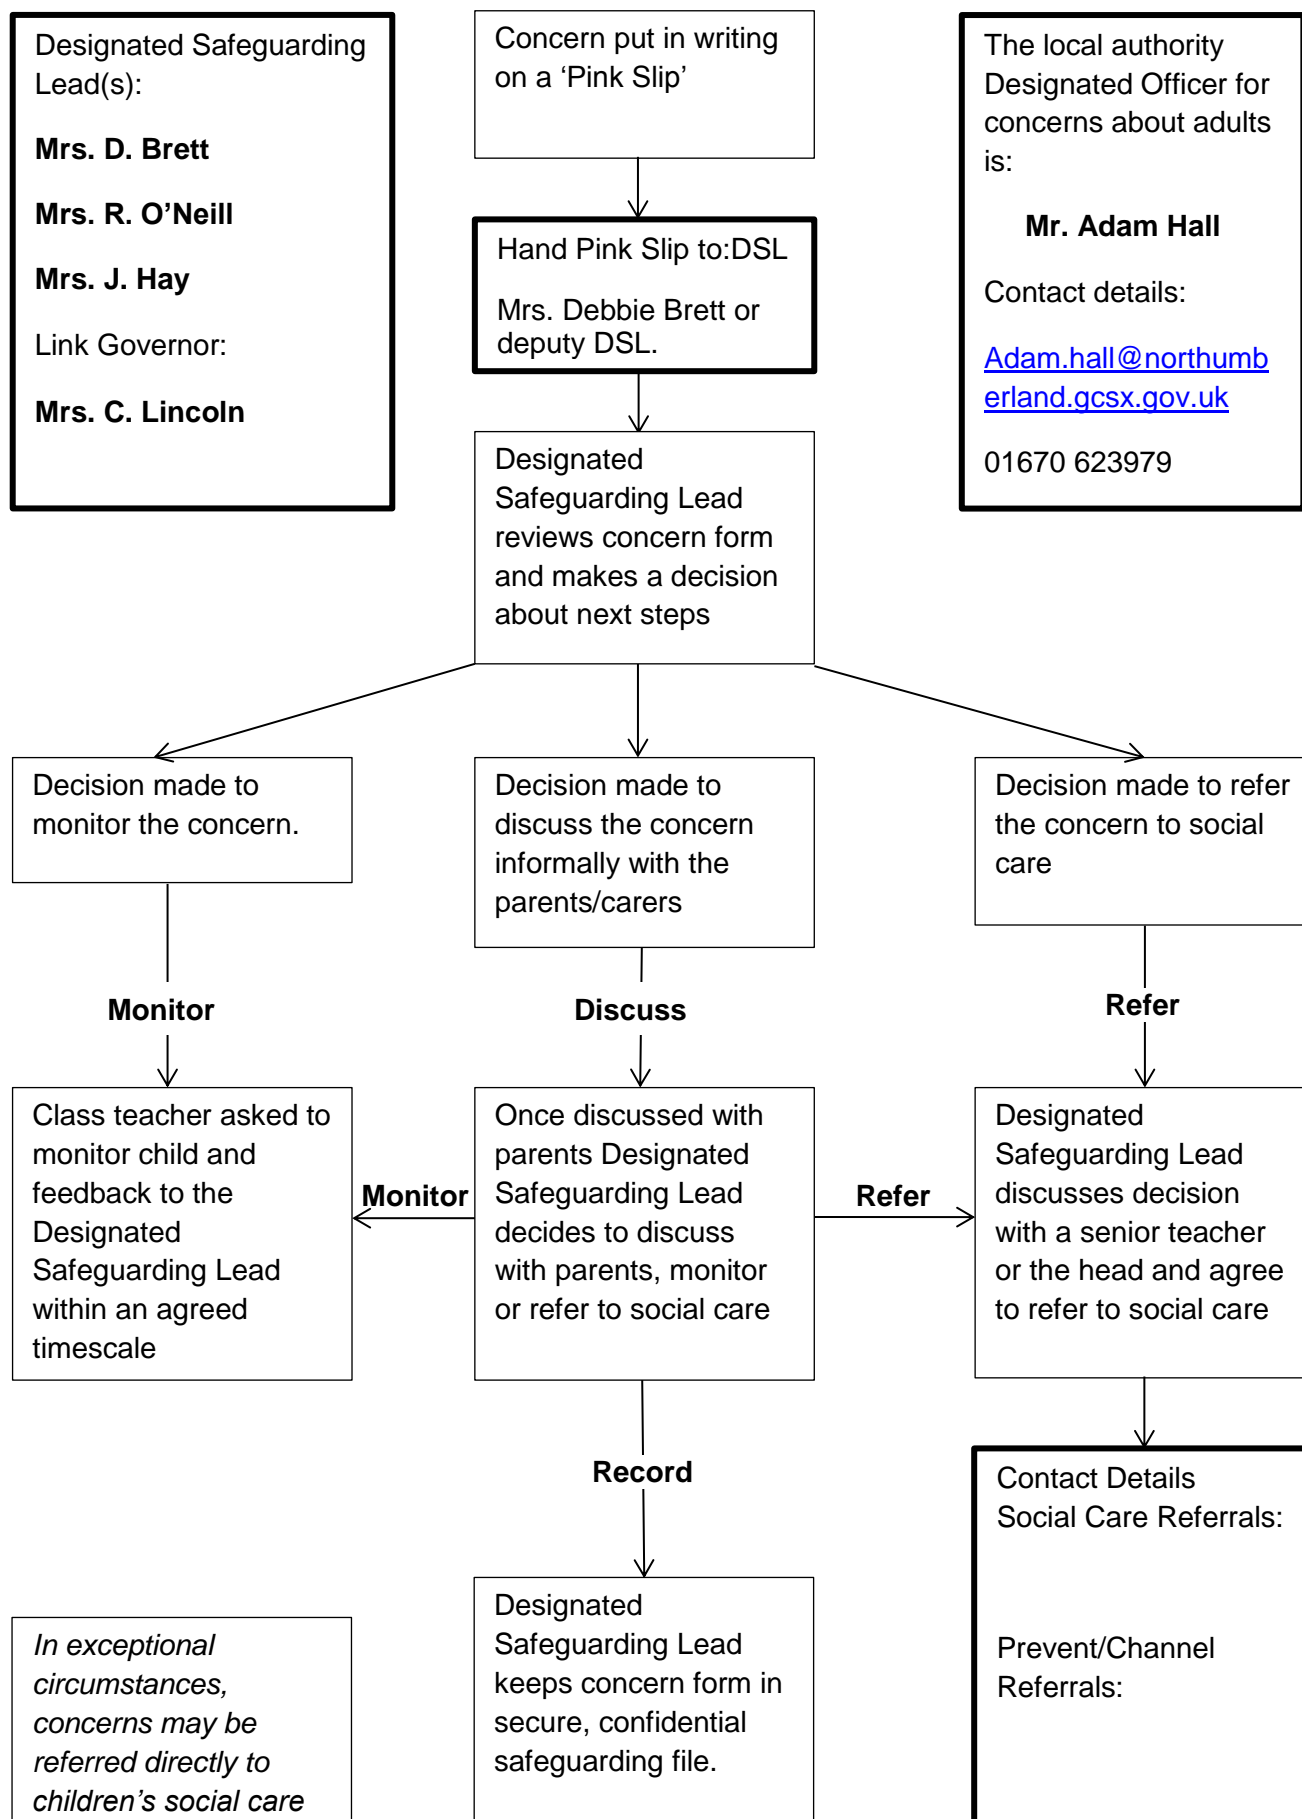 Designated Safeguarding
Lead(s):
Mrs. D. Brett
Mrs. R. O’Neill
Mrs. J. Hay
Link Governor:
Mrs. C. Lincoln
Concern put in writing
on a ‘Pink Slip’
The local authority
Designated Officer for
concerns about adults
is:
Mr. Adam Hall
Contact details:
Adam.hall@northumb
erland.gcsx.gov.uk
01670 623979
Hand Pink Slip to:DSL
Mrs. Debbie Brett or
deputy DSL.
Designated
Safeguarding Lead
reviews concern form
and makes a decision
about next steps
Decision made to
monitor the concern.
Decision made to
discuss the concern
informally with the
parents/carers
Decision made to refer
the concern to social
care
Monitor
Discuss
Refer
Class teacher asked to
monitor child and
feedback to the
Designated
Safeguarding Lead
within an agreed
timescale
Monitor
Once discussed with
parents Designated
Safeguarding Lead
decides to discuss
with parents, monitor
or refer to social care
Refer
Designated
Safeguarding Lead
discusses decision
with a senior teacher
or the head and agree
to refer to social care
Record
Contact Details
Social Care Referrals:
Prevent/Channel
Referrals:
Designated
Safeguarding Lead
keeps concern form in
secure, confidential
safeguarding file.
In exceptional
circumstances,
concerns may be
referred directly to
children’s social care